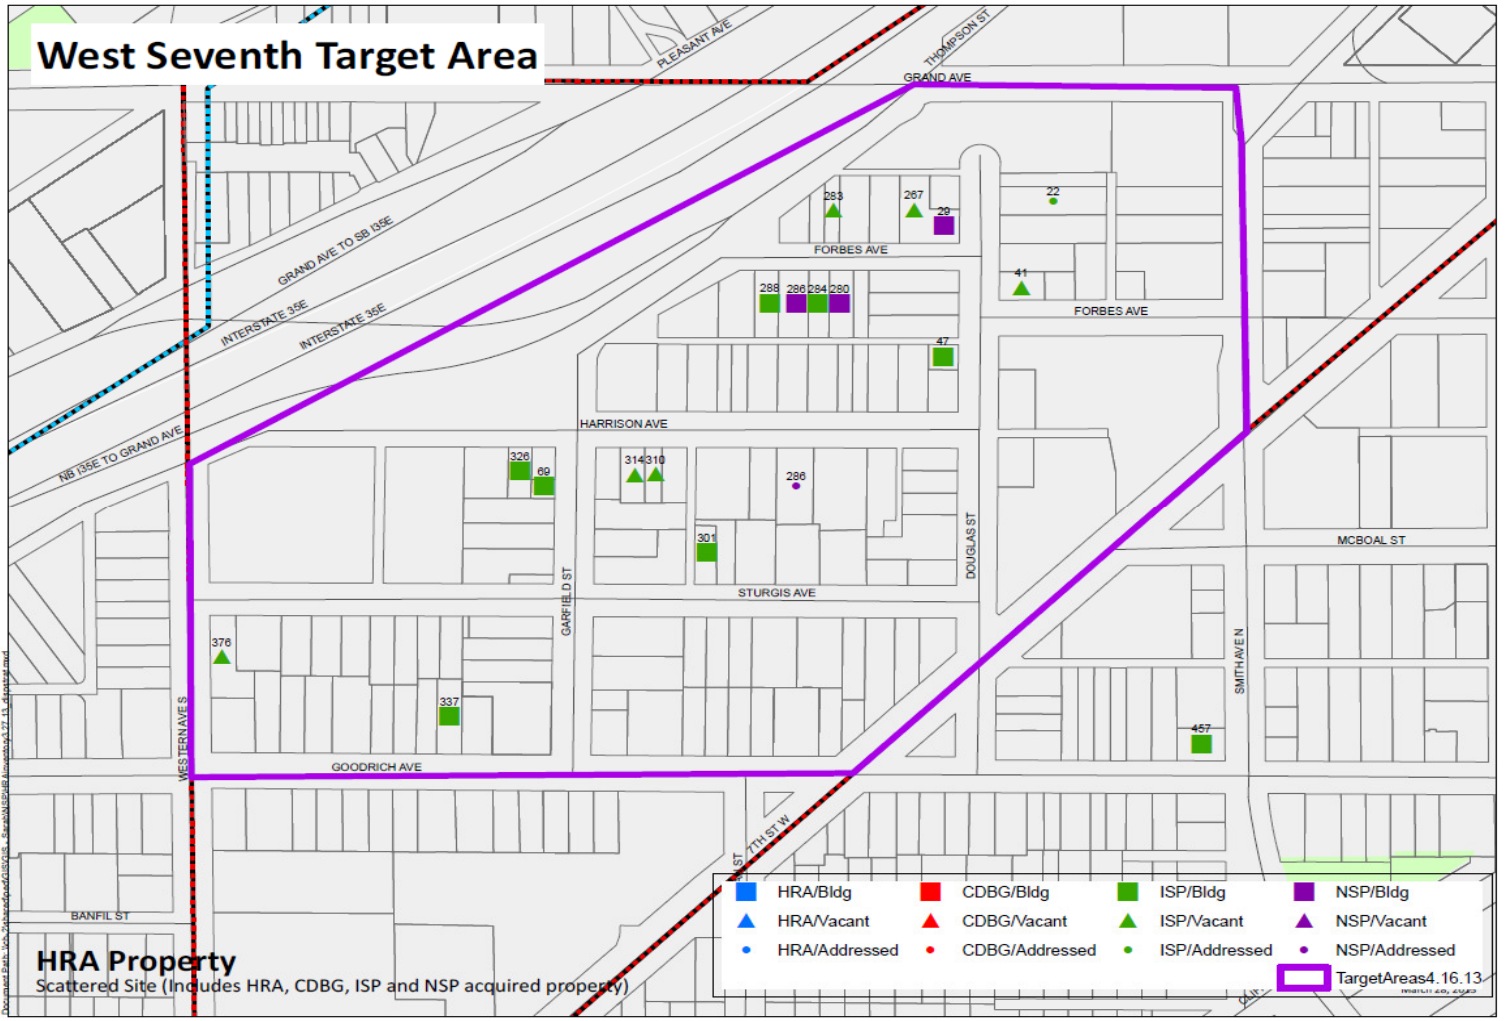 West Seventh Target Area
PLEASANT AVE
THOMPSON ST
GRAND AVE
GRAND AVE TO SB I35E
INTERSTATE 35E
INTERSTATE 35E
NB I35E TO GRAND AVE
283
267
29
22
FORBES AVE
41
288
286
284
280
FORBES AVE
47
HARRISON AVE
326
69
314
310
286
301
MCBOAL ST
DOUGLAS ST
GARFIELD ST
STURGIS AVE
376
337
SMITH AVE N
WESTERN AVE S
457
GOODRICH AVE
7TH ST W
ST
BANFIL ST
HRA/Bldg
CDBG/Bldg
ISP/Bldg
NSP/Bldg
HRA/Vacant
CDBG/Vacant
ISP/Vacant
NSP/Vacant
HRA/Addressed
CDBG/Addressed
ISP/Addressed
NSP/Addressed
TargetAreas4.16.13
HRA Property
Scattered Site (Includes HRA, CDBG, ISP and NSP acquired property)